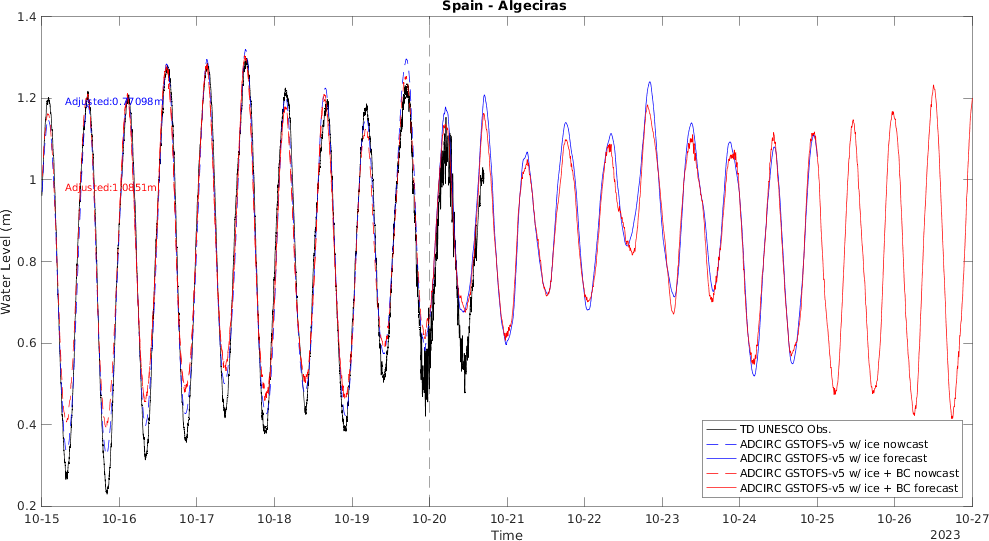 Spain - Algeciras
1.4
1.2
1
0.8
0.6
0.4
0.2
Water Level (m)
Adjusted:0.77098m
Adjusted:1.0851m
TD UNESCO Obs.
ADCIRC GSTOFS-v5 w/ ice nowcast
ADCIRC GSTOFS-v5 w/ ice forecast
ADCIRC GSTOFS-v5 w/ ice + BC nowcast
ADCIRC GSTOFS-v5 w/ ice + BC forecast
10-15 10-16 10-17 10-18 10-19 10-20 10-21 10-22 10-23 10-24 10-25 10-26 10-27
Time
2023